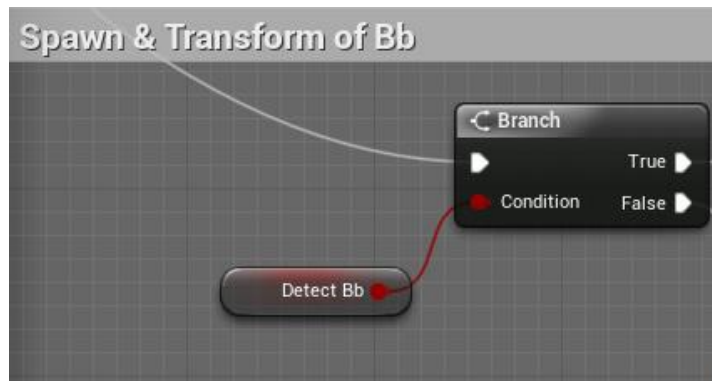 Spawn & Transform of Bb
Branch
True
Condition
False
Detect Bb